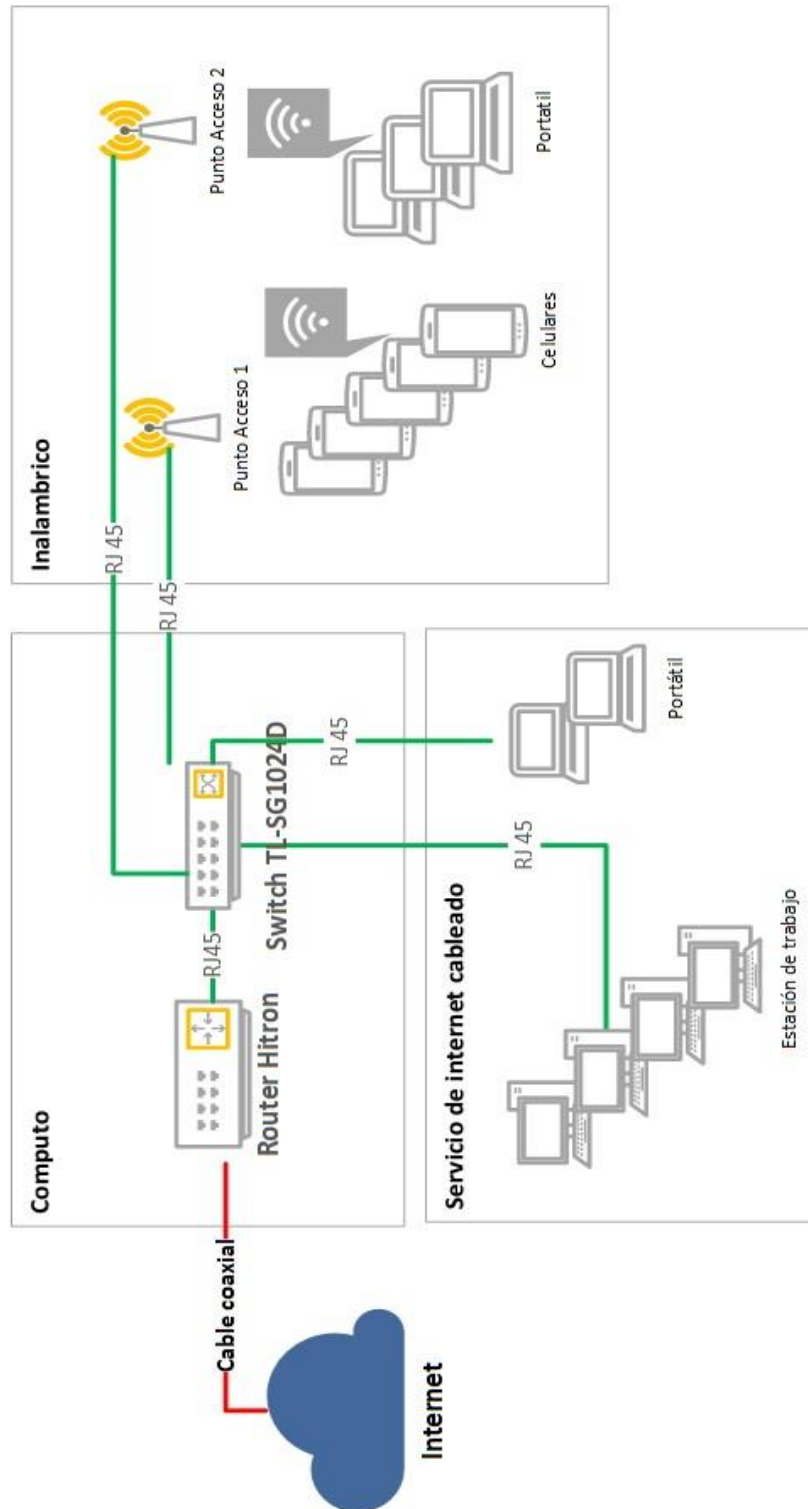 Internet
Cable coaxial
Computo
Router Hitron
RJ45
Switch TL-SG1024D
RJ 45
RJ 45
Inalambrico
Punto Acceso 1
Punto Acceso 2
Celulares
Portatil
Servicio de internet cableado
RJ 45
RJ 45
Estación de trabajo
Portátil